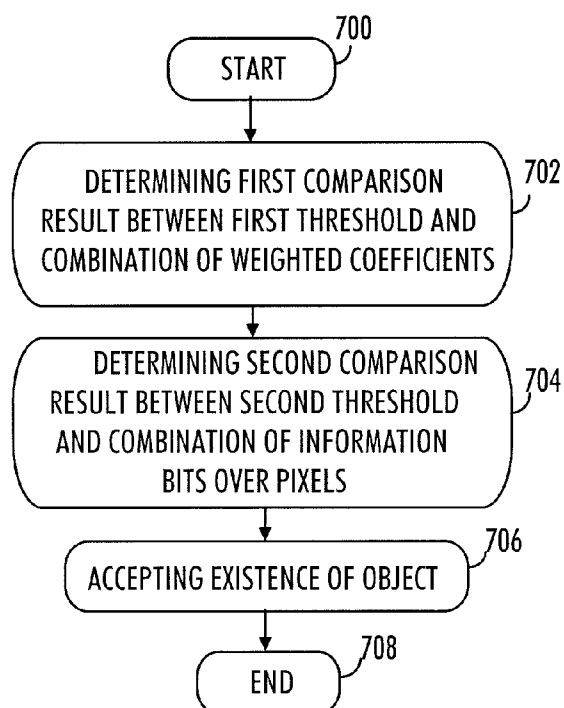 700
START
DETERMINING FIRST COMPARISON
RESULT BETWEEN FIRST THRESHOLD AND
COMBINATION OF WEIGHTED COEFFICIENTS
702
DETERMINING SECOND COMPARISON
RESULT BETWEEN SECOND THRESHOLD
AND COMBINATION OF INFORMATION
BITS OVER PIXELS
704
706
ACCEPTING EXISTENCE OF OBJECT
708
END